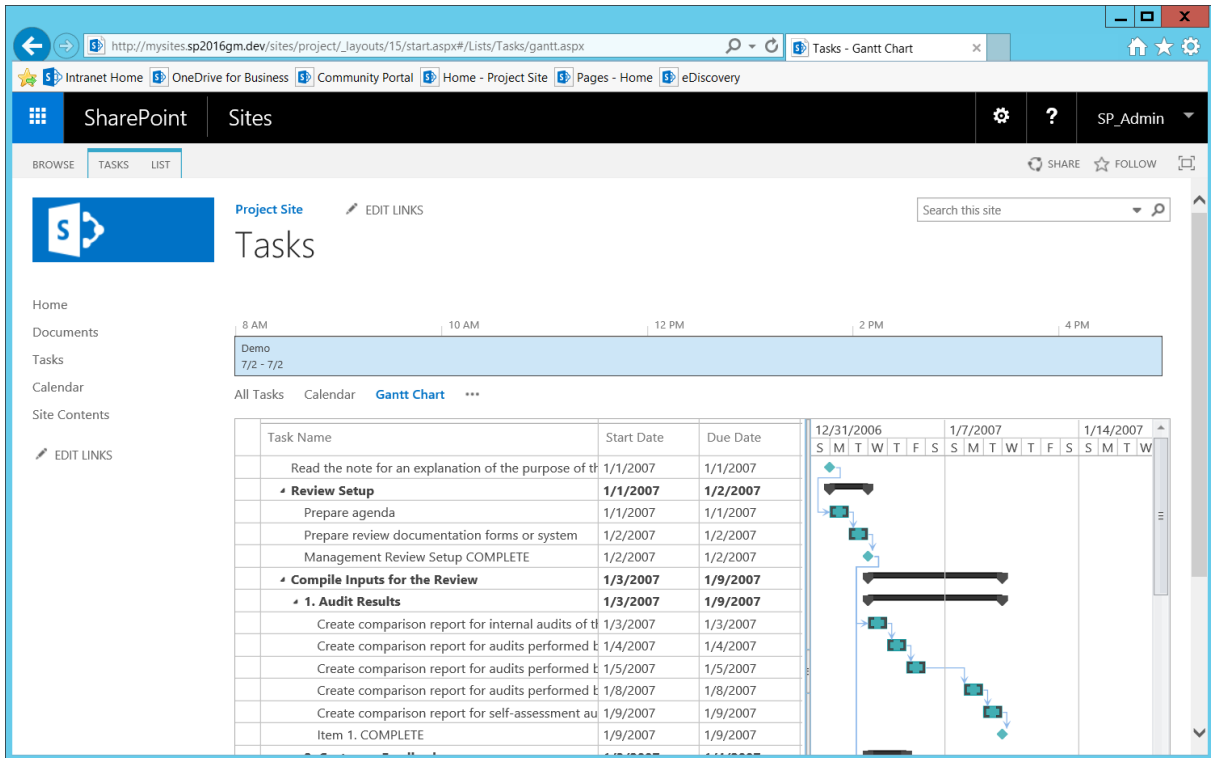 X
http://mysites.sp2016gm.dev/sites/project/_layouts/15/start.aspx#/Lists/Tasks/gantt.aspx
Tasks - Gantt Chart
Intranet Home OneDrive for Business Community Portal Home - Project Site Pages - Home eDiscovery
SharePoint Sites ? SP_Admin
BROWSE TASKS LIST SHARE FOLLOW
S
Project Site EDIT LINKS Search this site
Tasks
Home
Documents
Tasks
Calendar
Site Contents
EDIT LINKS
8 AM 10 AM 12 PM 2 PM 4 PM
Demo
7/2 - 7/2
All Tasks Calendar Gantt Chart •••
Task Name Start Date Due Date 12/31/2006 1/7/2007 1/14/2007
S M T W T F S S M T W T F S S M T W
Read the note for an explanation of the purpose of th 1/1/2007 1/1/2007
Review Setup 1/1/2007 1/2/2007
Prepare agenda 1/1/2007 1/1/2007
Prepare review documentation forms or system 1/2/2007 1/2/2007
Management Review Setup COMPLETE 1/2/2007 1/2/2007
Compile Inputs for the Review 1/3/2007 1/9/2007
1. Audit Results 1/3/2007 1/9/2007
Create comparison report for internal audits of 1/3/2007 1/3/2007
Create comparison report for audits performed 1/4/2007 1/4/2007
Create comparison report for audits performed 1/5/2007 1/5/2007
Create comparison report for audits performed 1/8/2007 1/8/2007
Create comparison report for self-assessment au 1/9/2007 1/9/2007
Item 1. COMPLETE 1/9/2007 1/9/2007